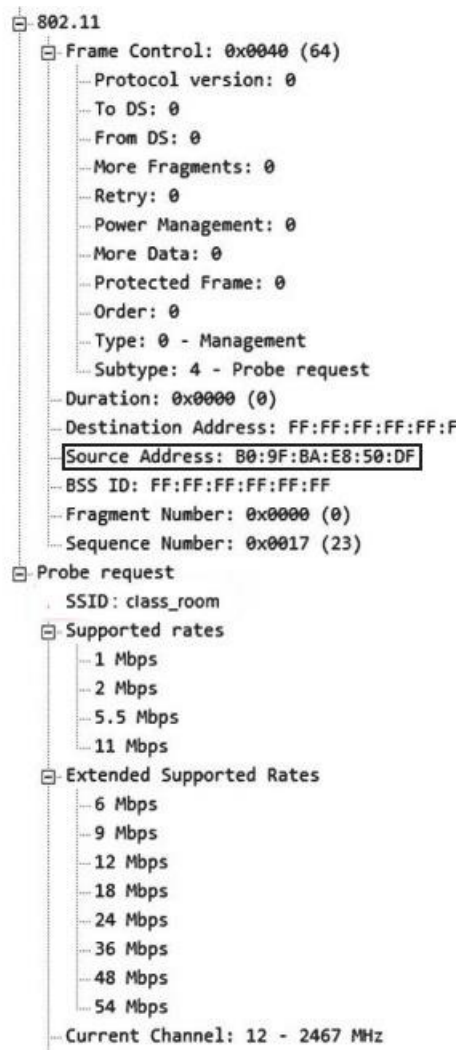 802.11
Frame Control: 0x0040 (64)
Protocol version: 0
To DS: 0
From DS: 0
More Fragments: 0
Retry: 0
Power Management: 0
More Data: 0
Protected Frame: 0
Order: 0
Type: 0 - Management
Subtype: 4 - Probe request
Duration: 0x0000 (0)
Destination Address: FF:FF:FF:FF:FF:F
Source Address: B0:9F:BA:E8:50:DF
BSS ID: FF:FF:FF:FF:FF:FF
Fragment Number: 0x0000 (0)
Sequence Number: 0x0017 (23)
Probe request
SSID: class_room
Supported rates
1 Mbps
2 Mbps
5.5 Mbps
11 Mbps
Extended Supported Rates
6 Mbps
9 Mbps
12 Mbps
18 Mbps
24 Mbps
36 Mbps
48 Mbps
54 Mbps
Current Channel: 12 - 2467 MHz